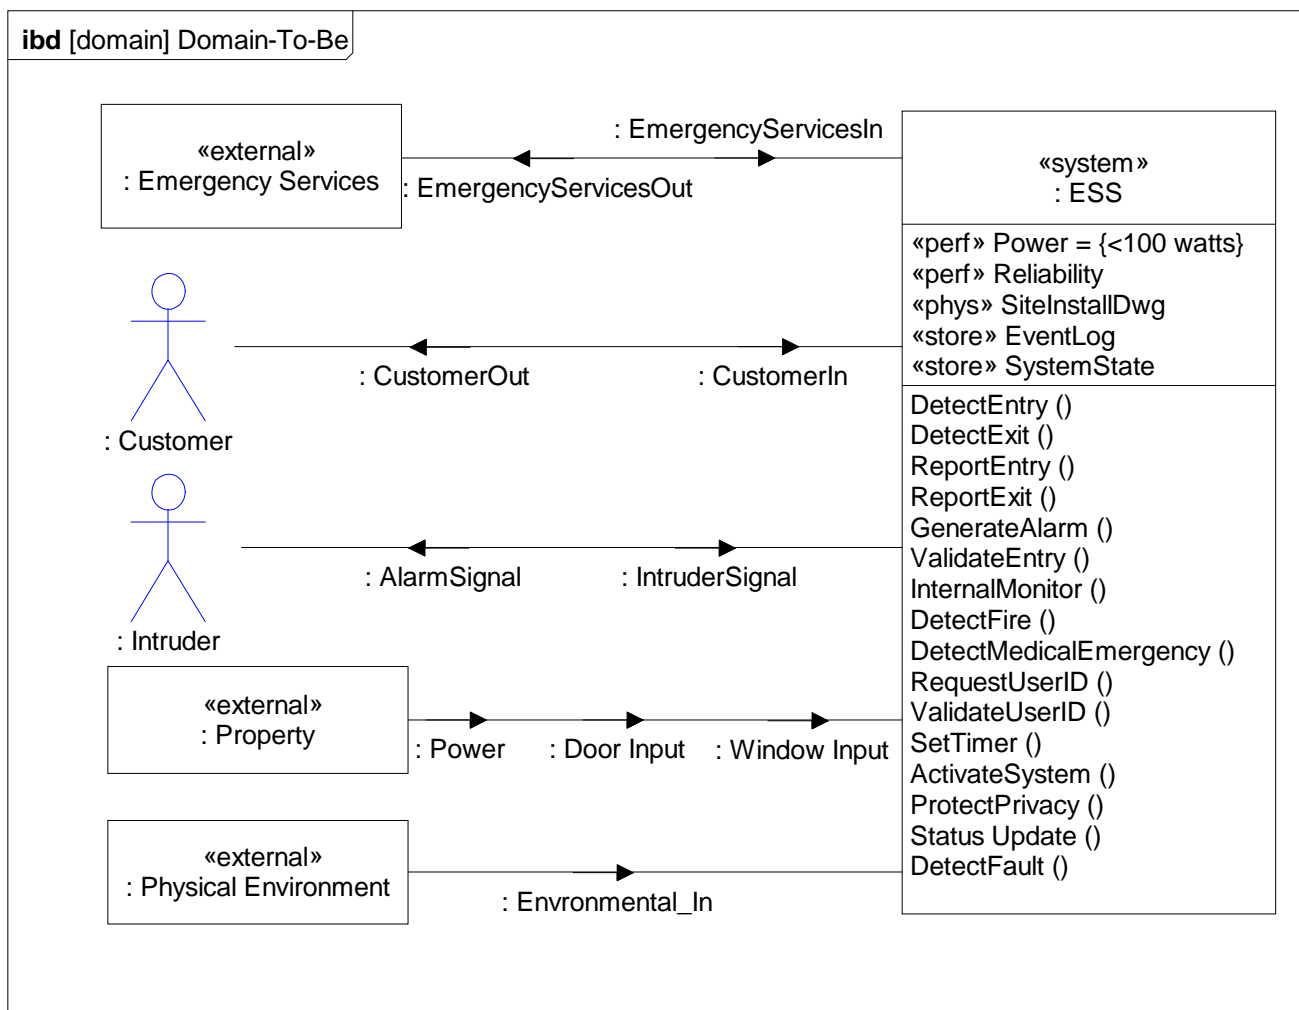 ibd [domain] Domain-To-Be
«external»
: Emergency Services
: EmergencyServicesIn
: EmergencyServicesOut
«system»
: ESS
«perf» Power = {<100 watts}
«perf» Reliability
«phys» SiteInstallDwg
«store» EventLog
«store» SystemState
DetectEntry ()
DetectExit ()
ReportEntry ()
ReportExit ()
GenerateAlarm ()
ValidateEntry ()
InternalMonitor ()
DetectFire ()
DetectMedicalEmergency ()
RequestUserID ()
ValidateUserID ()
SetTimer ()
ActivateSystem ()
ProtectPrivacy ()
Status Update ()
DetectFault ()
: CustomerOut
: CustomerIn
: Customer
: AlarmSignal
: IntruderSignal
: Intruder
«external»
: Property
: Power
: Door Input
: Window Input
«external»
: Physical Environment
: Envronmental_In